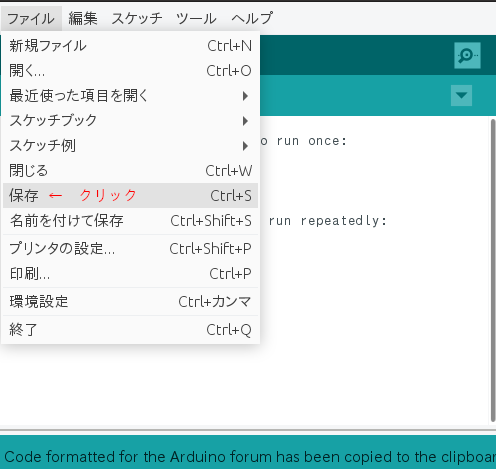 ファイル 編集 スケッチ ツール ヘルプ
新規ファイル Ctrl+N
開く... Ctrl+O
最近使った項目を開く
スケッチブック
スケッチ例
o run once:
閉じる Ctrl+W
保存 ← クリック Ctrl+S
名前を付けて保存 Ctrl+Shift+S
run repeatedly:
プリンタの設定... Ctrl+Shift+P
印刷... Ctrl+P
環境設定 Ctrl+カンマ
終了 Ctrl+Q
Code formatted for the Arduino forum has been copied to the clipboar